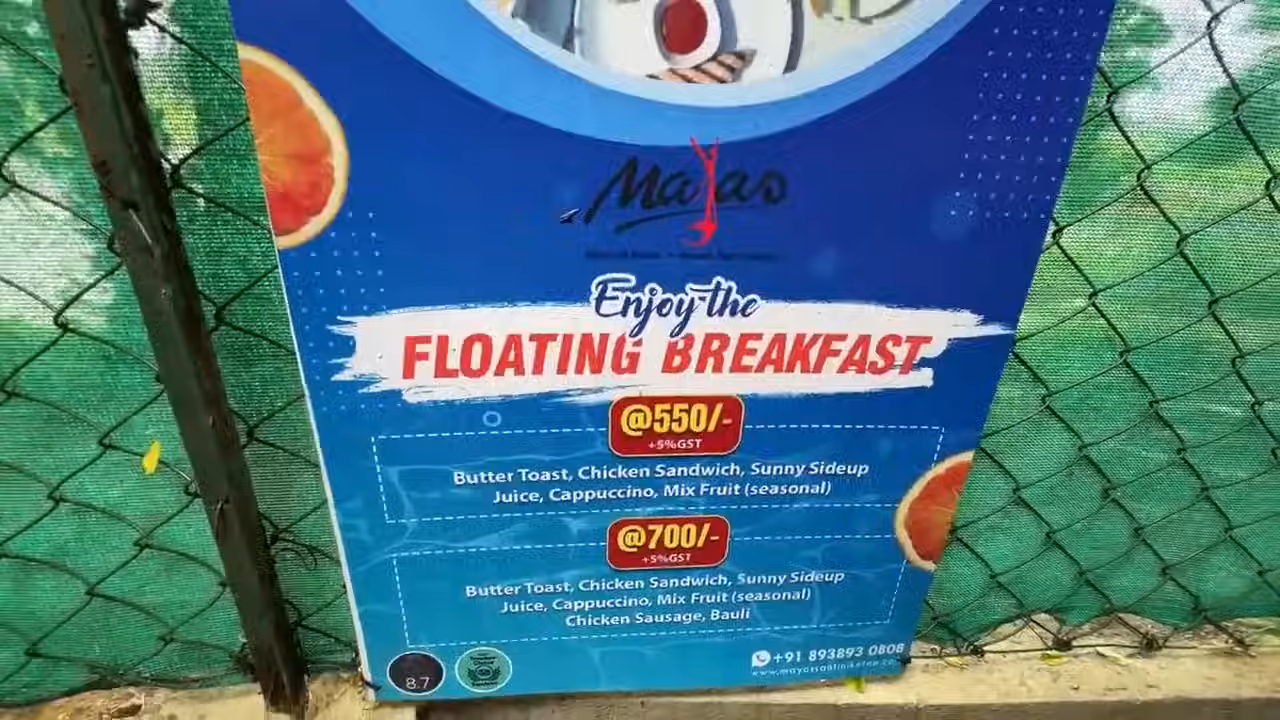 Mayas
Enjoy the
FLOATING BREAKFAST
@550/-
+5%GST
Butter Toast, Chicken Sandwich, Sunny Sideup
Juice, Cappuccino, Mix Fruit (seasonal)
@700/-
+5%GST
Butter Toast, Chicken Sandwich, Sunny Sideup
Juice, Cappuccino, Mix Fruit (seasonal)
Chicken Sausage, Bauli
8.7
+91 893893 0808